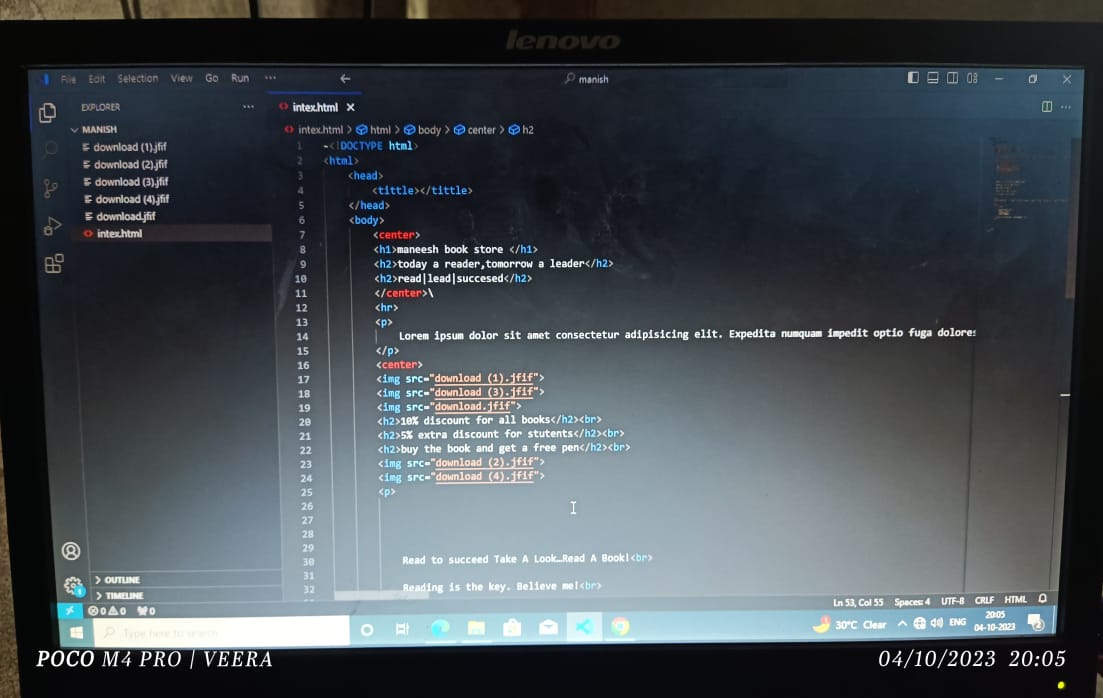 lenovo
File Edit Selection View Go Run ··· ← manish
EXPLORER ···
MANISH
download (1).jfif
download (2).jfif
download (3).jfif
download (4).jfif
download.jfif
intex.html
OUTLINE
TIMELINE
intex.html ×
intex.html > html > body > center > h2
1 <!DOCTYPE html>
2 <html>
3 <head>
4 <tittle></tittle>
5 </head>
6 <body>
7 <center>
8 <h1>maneesh book store </h1>
9 <h2>today a reader,tomorrow a leader</h2>
10 <h2>read|lead|succesed</h2>
11 </center>\
12 <hr>
13 <p>
14 Lorem ipsum dolor sit amet consectetur adipisicing elit. Expedita numquam impedit optio fuga dolores
15 </p>
16 <center>
17 <img src="download (1).jfif">
18 <img src="download (3).jfif">
19 <img src="download.jfif">
20 <h2>10% discount for all books</h2><br>
21 <h2>5% extra discount for stutents</h2><br>
22 <h2>buy the book and get a free pen</h2><br>
23 <img src="download (2).jfif">
24 <img src="download (4).jfif">
25 <p>
26
27
28
29
30 Read to succeed Take A Look…Read A Book!<br>
31
32 Reading is the key. Believe me!<br>
0 0 0 Ln 53, Col 55 Spaces: 4 UTF-8 CRLF HTML
Type here to search 30°C Clear ENG 20:05
04-10-2023 2
POCO M4 PRO | VEERA 04/10/2023 20:05